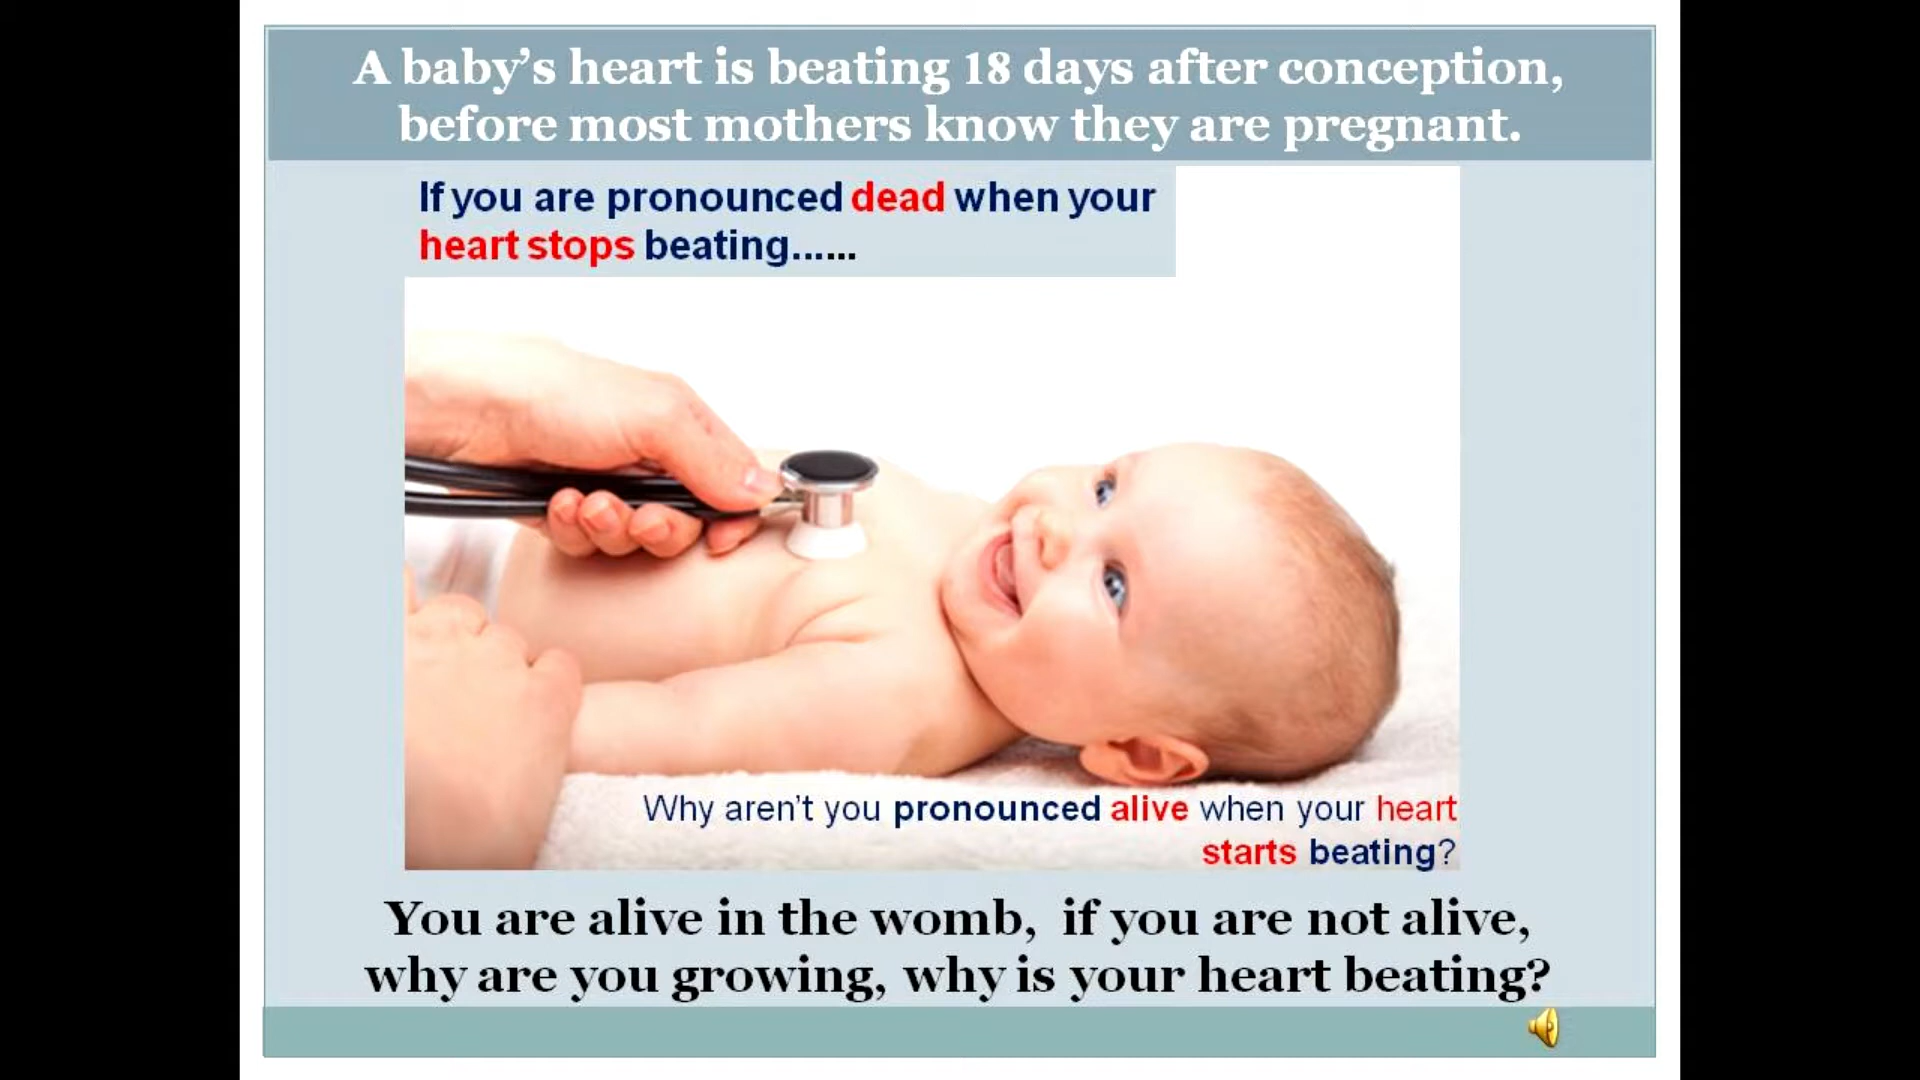 A baby’s heart is beating 18 days after conception,
before most mothers know they are pregnant.
If you are pronounced dead when your
heart stops beating......
Why aren’t you pronounced alive when your heart
starts beating?
You are alive in the womb,  if you are not alive,
why are you growing, why is your heart beating?